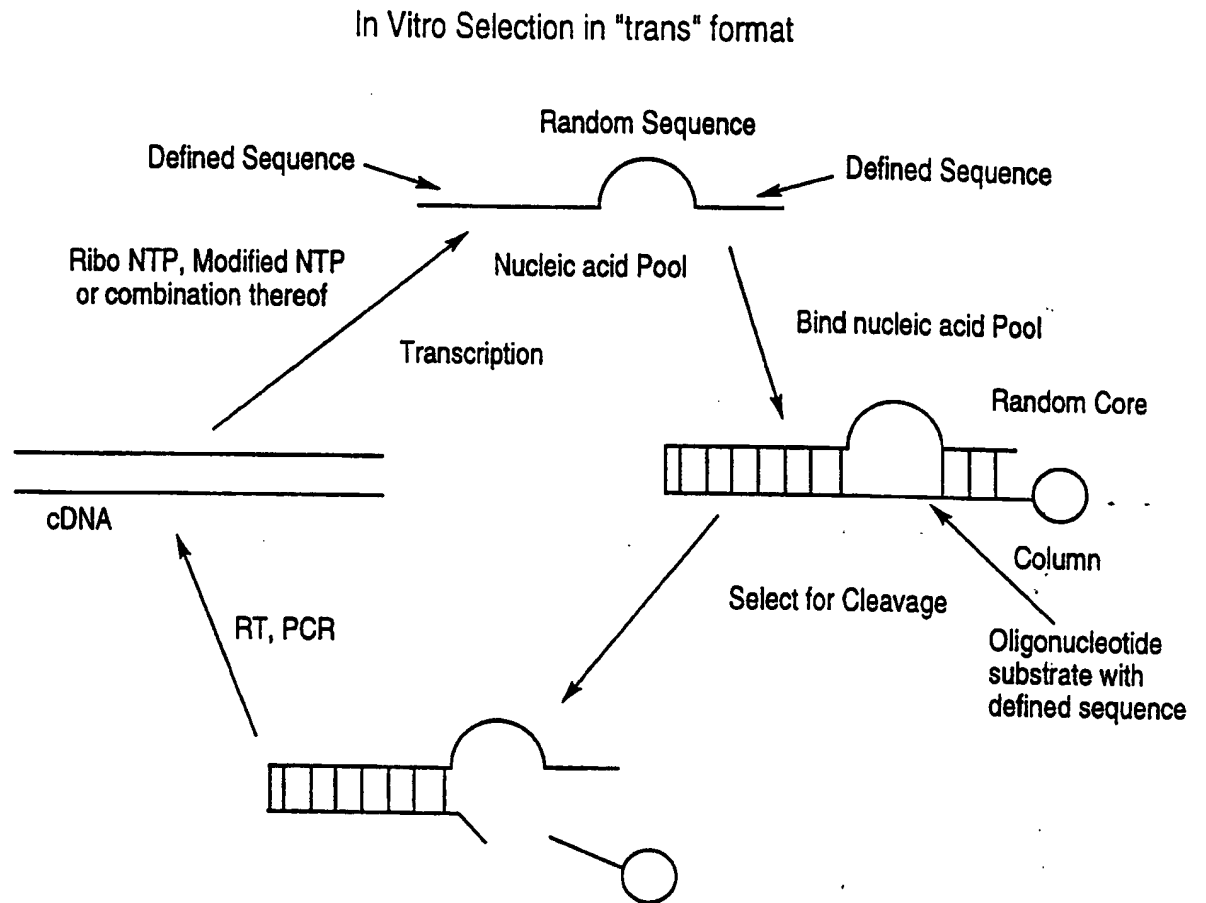 In Vitro Selection in "trans" format
Random Sequence
Defined Sequence
Defined Sequence
Ribo NTP, Modified NTP
or combination thereof
Nucleic acid Pool
Transcription
Bind nucleic acid Pool
Random Core
cDNA
Column
Select for Cleavage
RT, PCR
Oligonucleotide
substrate with
defined sequence